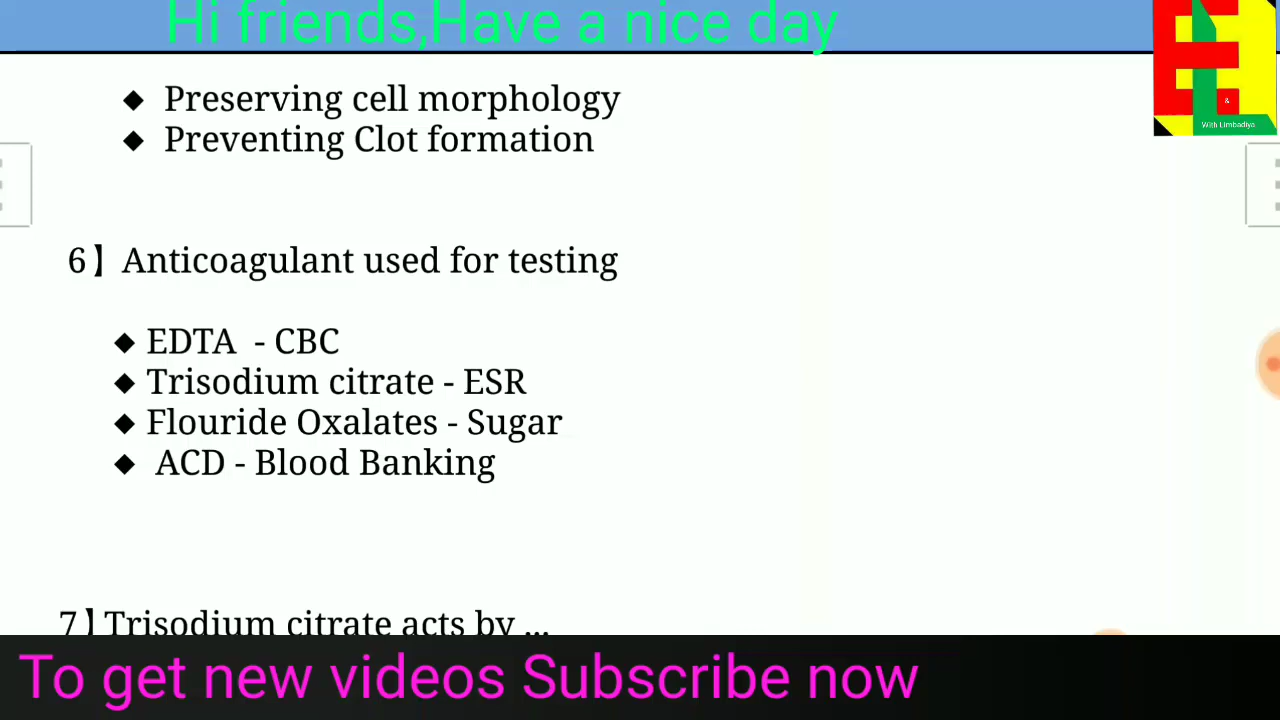 Hi friends,Have a nice day
&
With Limbadiya
◆ Preserving cell morphology
◆ Preventing Clot formation
6】Anticoagulant used for testing
◆ EDTA - CBC
◆ Trisodium citrate - ESR
◆ Flouride Oxalates - Sugar
◆ ACD - Blood Banking
7】Trisodium citrate acts by ...
To get new videos Subscribe now